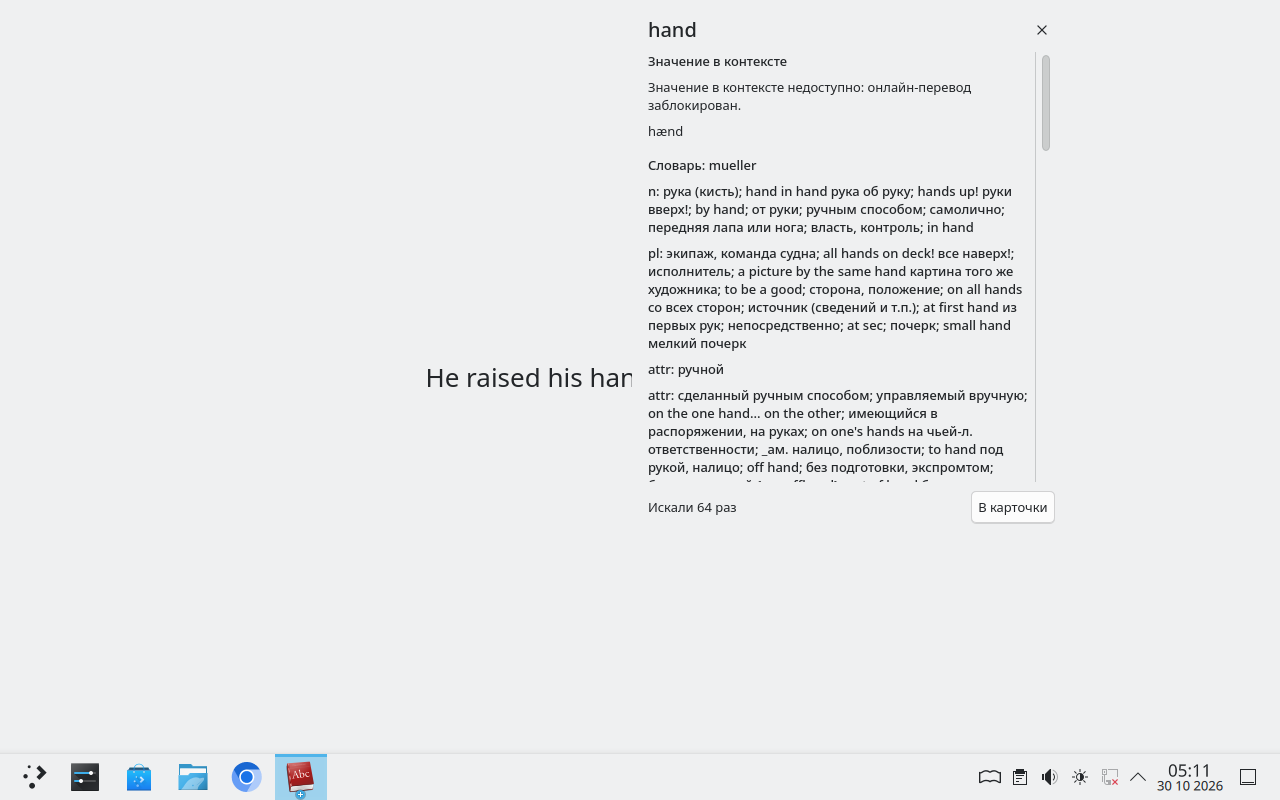 hand
Значение в контексте
Значение в контексте недоступно: онлайн-перевод
заблокирован.
hænd
Словарь: mueller
n: рука (кисть); hand in hand рука об руку; hands up! руки
вверх!; by hand; от руки; ручным способом; самолично;
передняя лапа или нога; власть, контроль; in hand
pl: экипаж, команда судна; all hands on deck! все наверх!;
исполнитель; a picture by the same hand картина того же
художника; to be a good; сторона, положение; on all hands
со всех сторон; источник (сведений и т.п.); at first hand из
первых рук; непосредственно; at sec; почерк; small hand
мелкий почерк
He raised his han
attr: ручной
attr: сделанный ручным способом; управляемый вручную;
on the one hand... on the other; имеющийся в
распоряжении, на руках; on one's hands на чьей-л.
ответственности; _ам. налицо, поблизости; to hand под
рукой, налицо; off hand; без подготовки, экспромтом;
Искали 64 раз
В карточки
Abc
05:11
30 10 2026